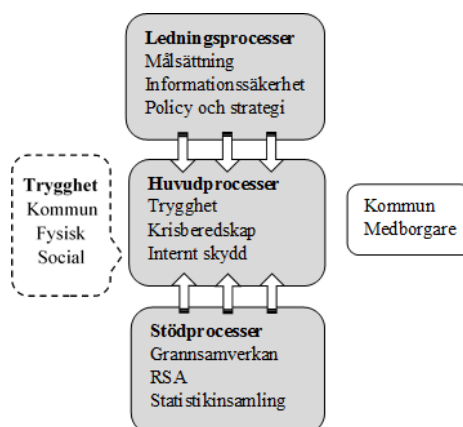 Ledningsprocesser
Målsättning
Informationssäkerhet
Policy och strategi
Trygghet
Kommun
Fysisk
Social
Huvudprocesser
Trygghet
Krisberedskap
Internt skydd
Kommun
Medborgare
Stödprocesser
Grannsamverkan
RSA
Statistikinsamling